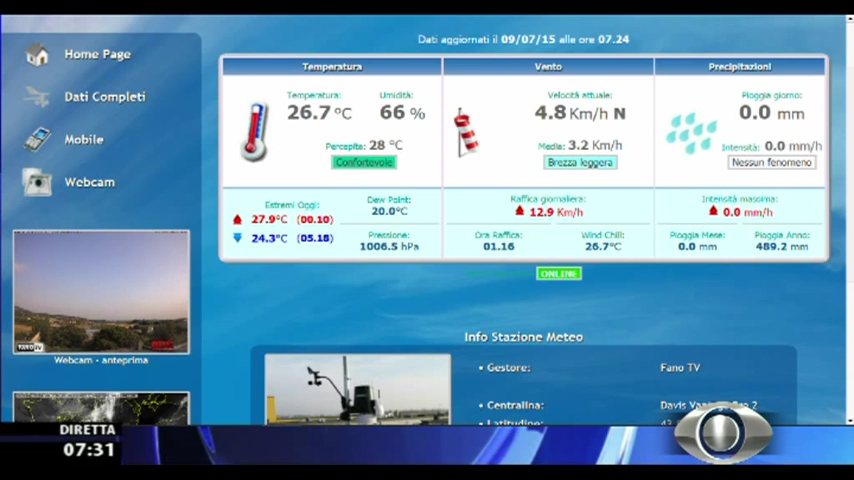 Dati aggiornati il 09/07/15 alle ore 07.24
Home Page
Dati Completi
Mobile
Webcam
Webcam - anteprima
Temperatura
Temperatura:
26.7 °C
Umidità:
66 %
Percepita: 28 °C
Confortevole
Estremi Oggi:
27.9°C (00.10)
24.3°C (05.18)
Dew Point:
20.0°C
Pressione:
1006.5 hPa
Vento
Velocità attuale:
4.8 Km/h N
Media: 3.2 Km/h
Brezza leggera
Raffica giornaliera:
12.9 Km/h
Ora Raffica:
01.16
Wind Chill:
26.7°C
Precipitazioni
Pioggia giorno:
0.0 mm
Intensità: 0.0 mm/h
Nessun fenomeno
Intensità massima:
0.0 mm/h
Pioggia Mese:
0.0 mm
Pioggia Anno:
489.2 mm
ONLINE
Info Stazione Meteo
• Gestore: Fano TV
• Centralina: Davis 2
• Latitudine: 43
DIRETTA
07:31